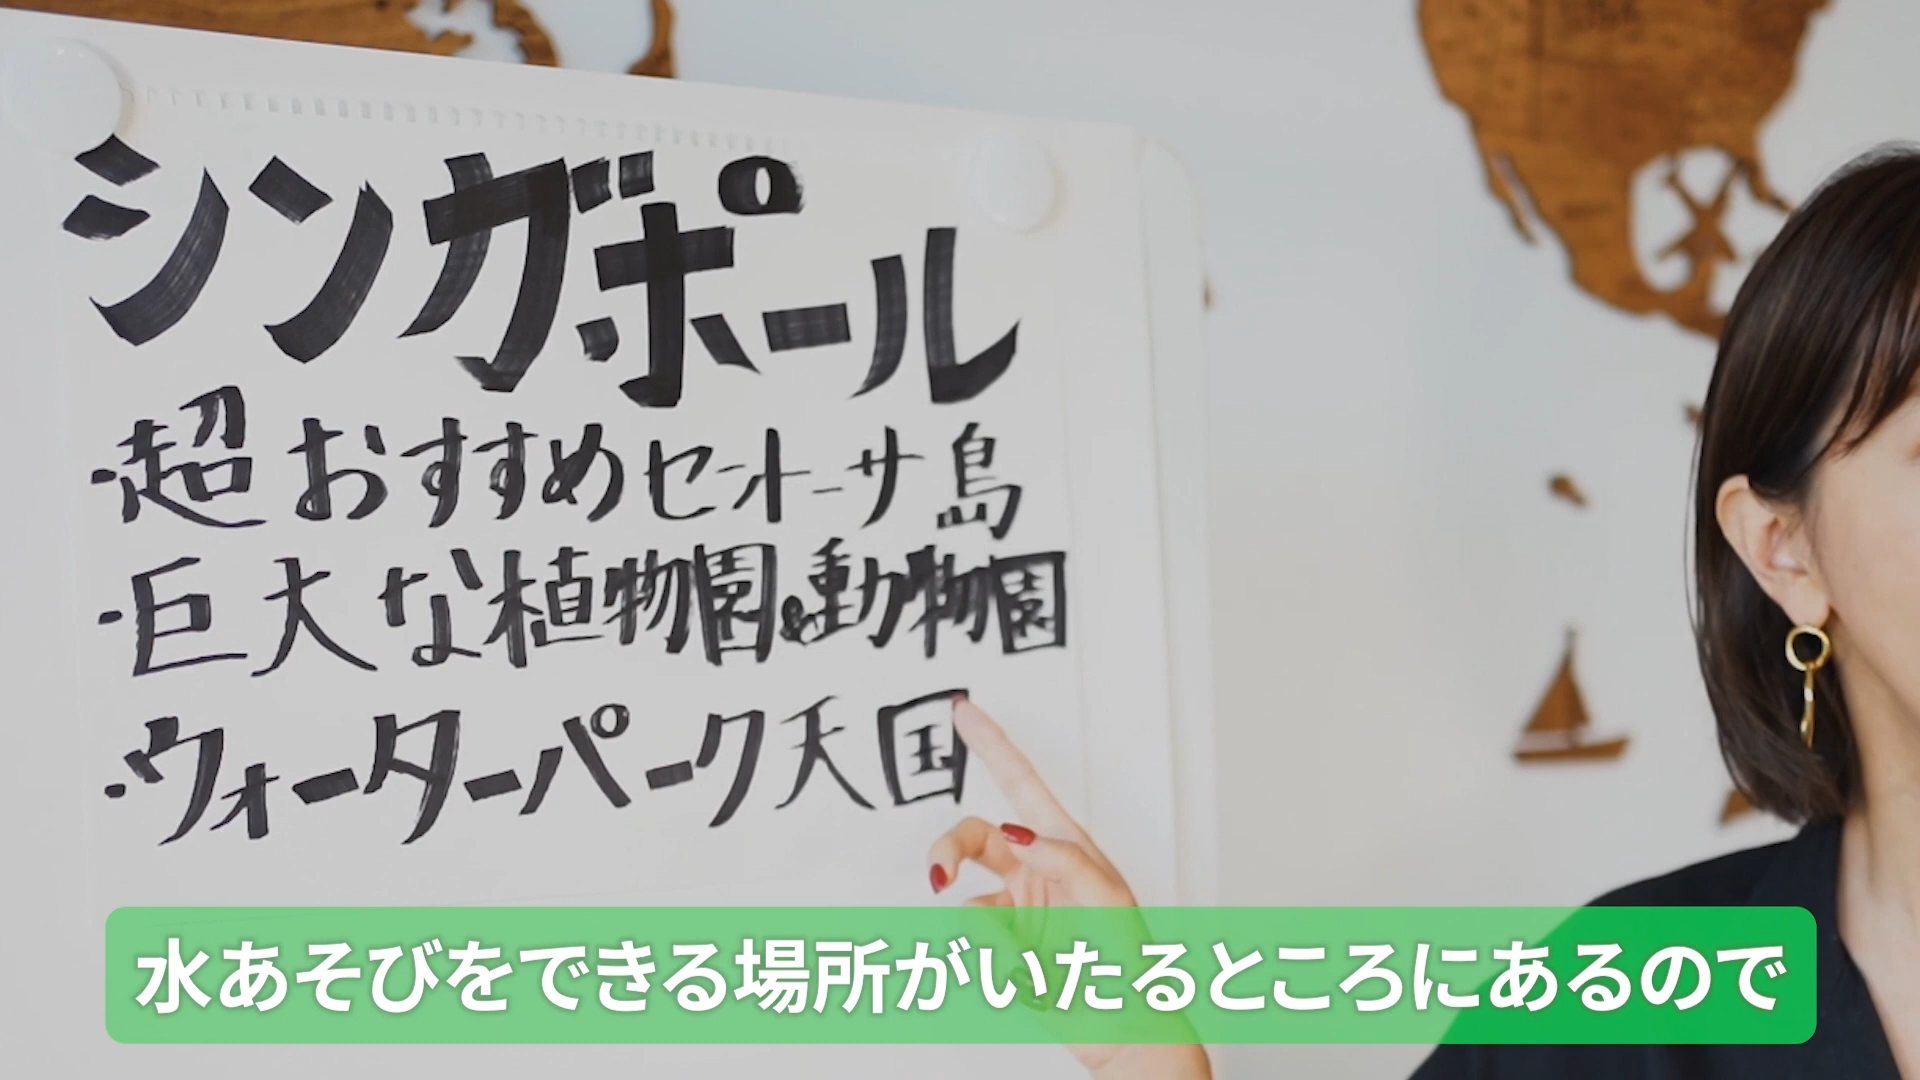 シンガポール
・超おすすめセントーサ島
・巨大な植物園&動物園
・ウォーターパーク天国
水あそびをできる場所がいたるところにあるので